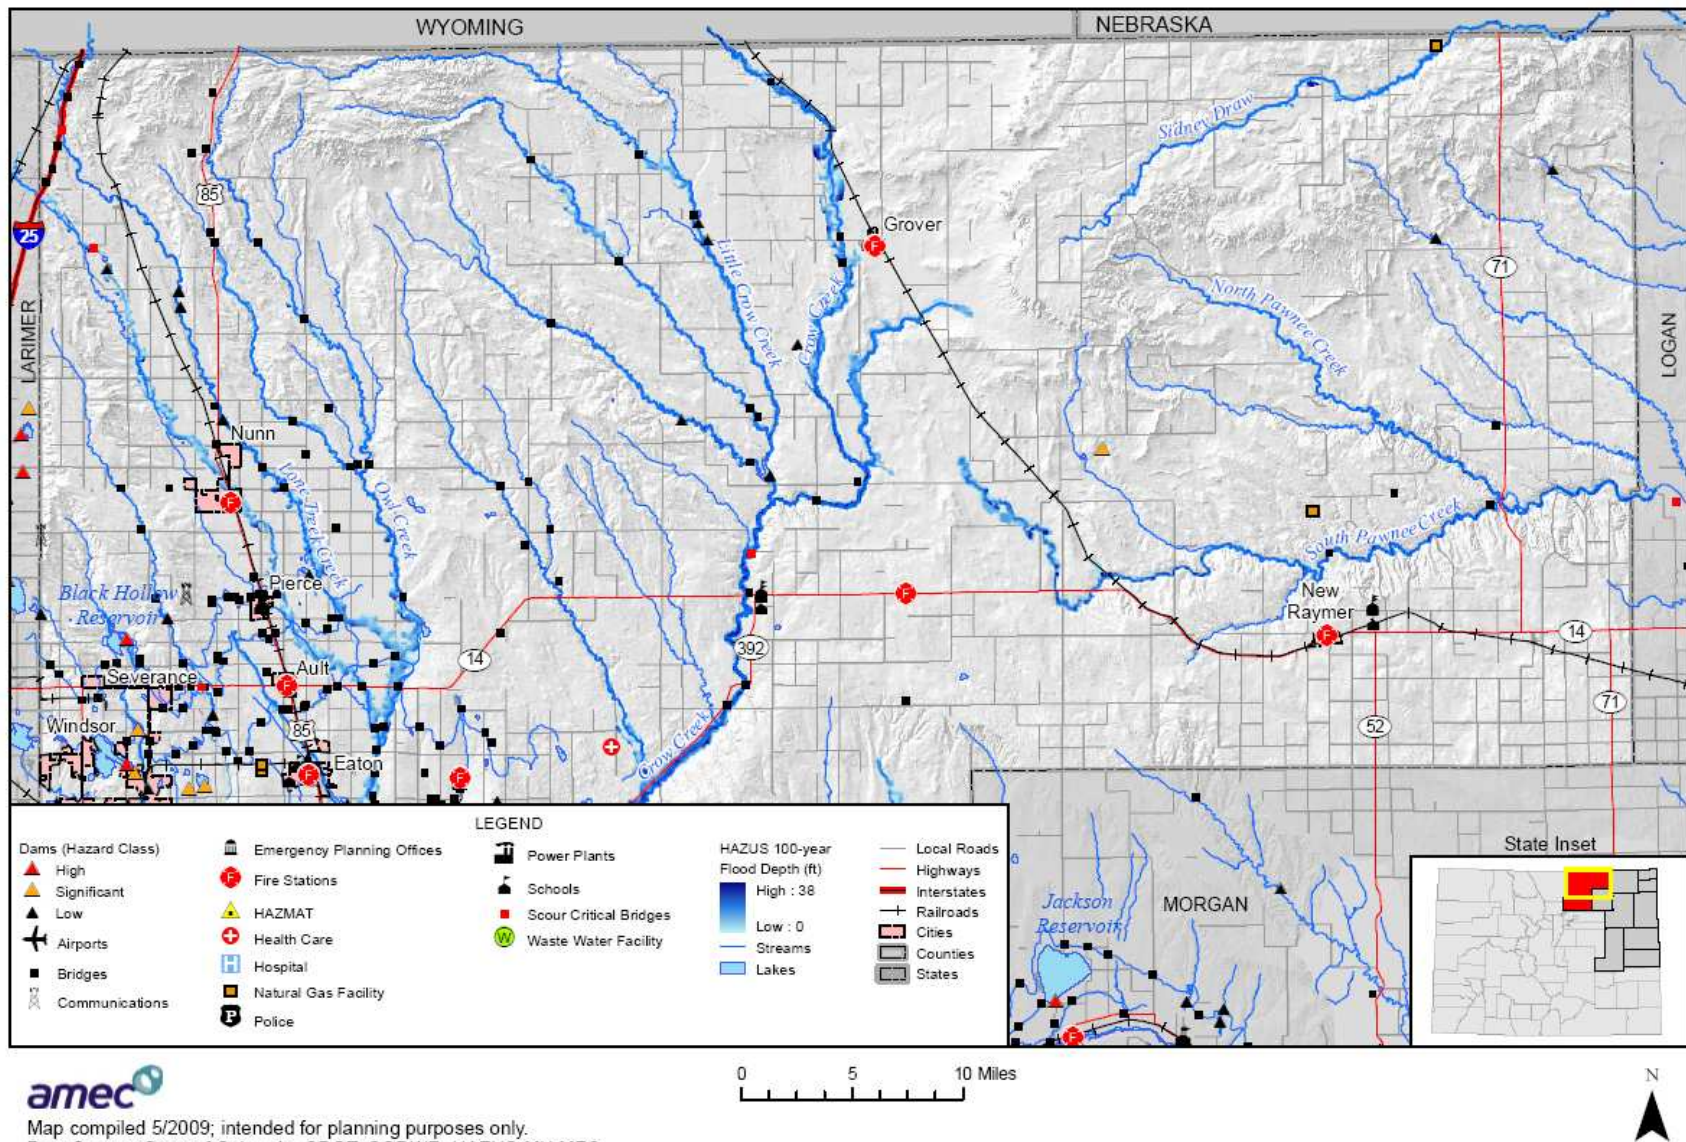 WYOMING
NEBRASKA
Sidney Draw
85
Grover
25
71
Little Crow Creek
Crow Creek
North Pawnee Creek
LARIMER
LOGAN
Nunn
Lone Tree Creek
Owl Creek
South Pawnee Creek
Pierce
Black Hollow
Reservoir
New
Raymer
14
392
14
Ault
Severance
71
Windsor
85
52
Crow Creek
Eaton
LEGEND
Dams (Hazard Class)
High
Significant
Low
Airports
Bridges
Communications
Emergency Planning Offices
Fire Stations
HAZMAT
Health Care
Hospital
Natural Gas Facility
Police
Power Plants
Schools
Scour Critical Bridges
Waste Water Facility
HAZUS 100-year
Flood Depth (ft)
High : 38
Low : 0
Streams
Lakes
Local Roads
Highways
Interstates
Railroads
Cities
Counties
States
Jackson
Reservoir
MORGAN
State Inset
amec
0 5 10 Miles
N
Map compiled 5/2009; intended for planning purposes only.